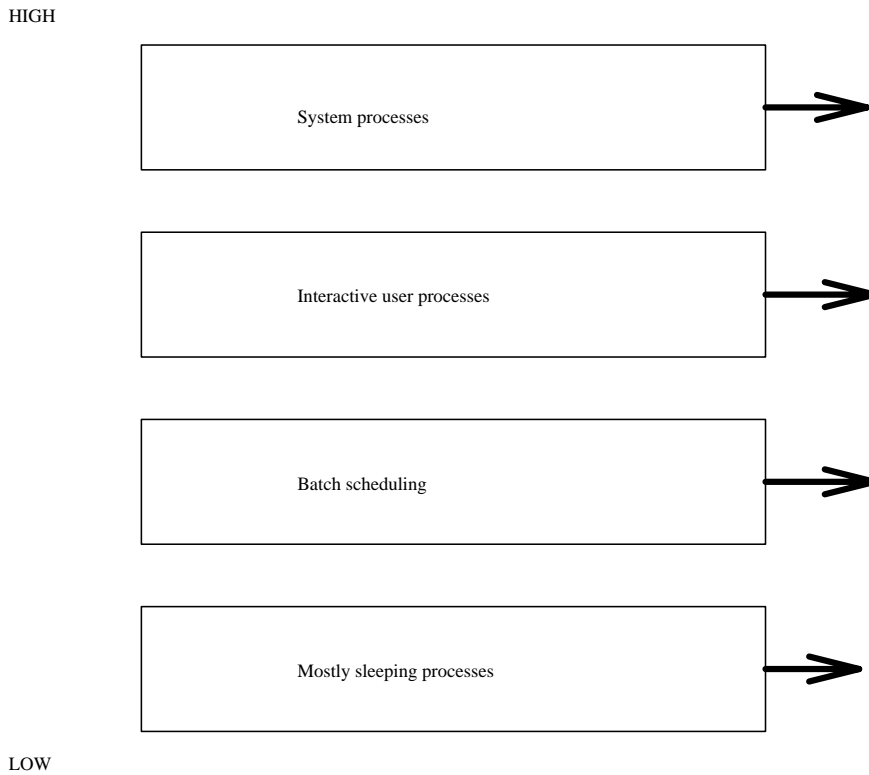 HIGH
System processes
Interactive user processes
Batch scheduling
Mostly sleeping processes
LOW